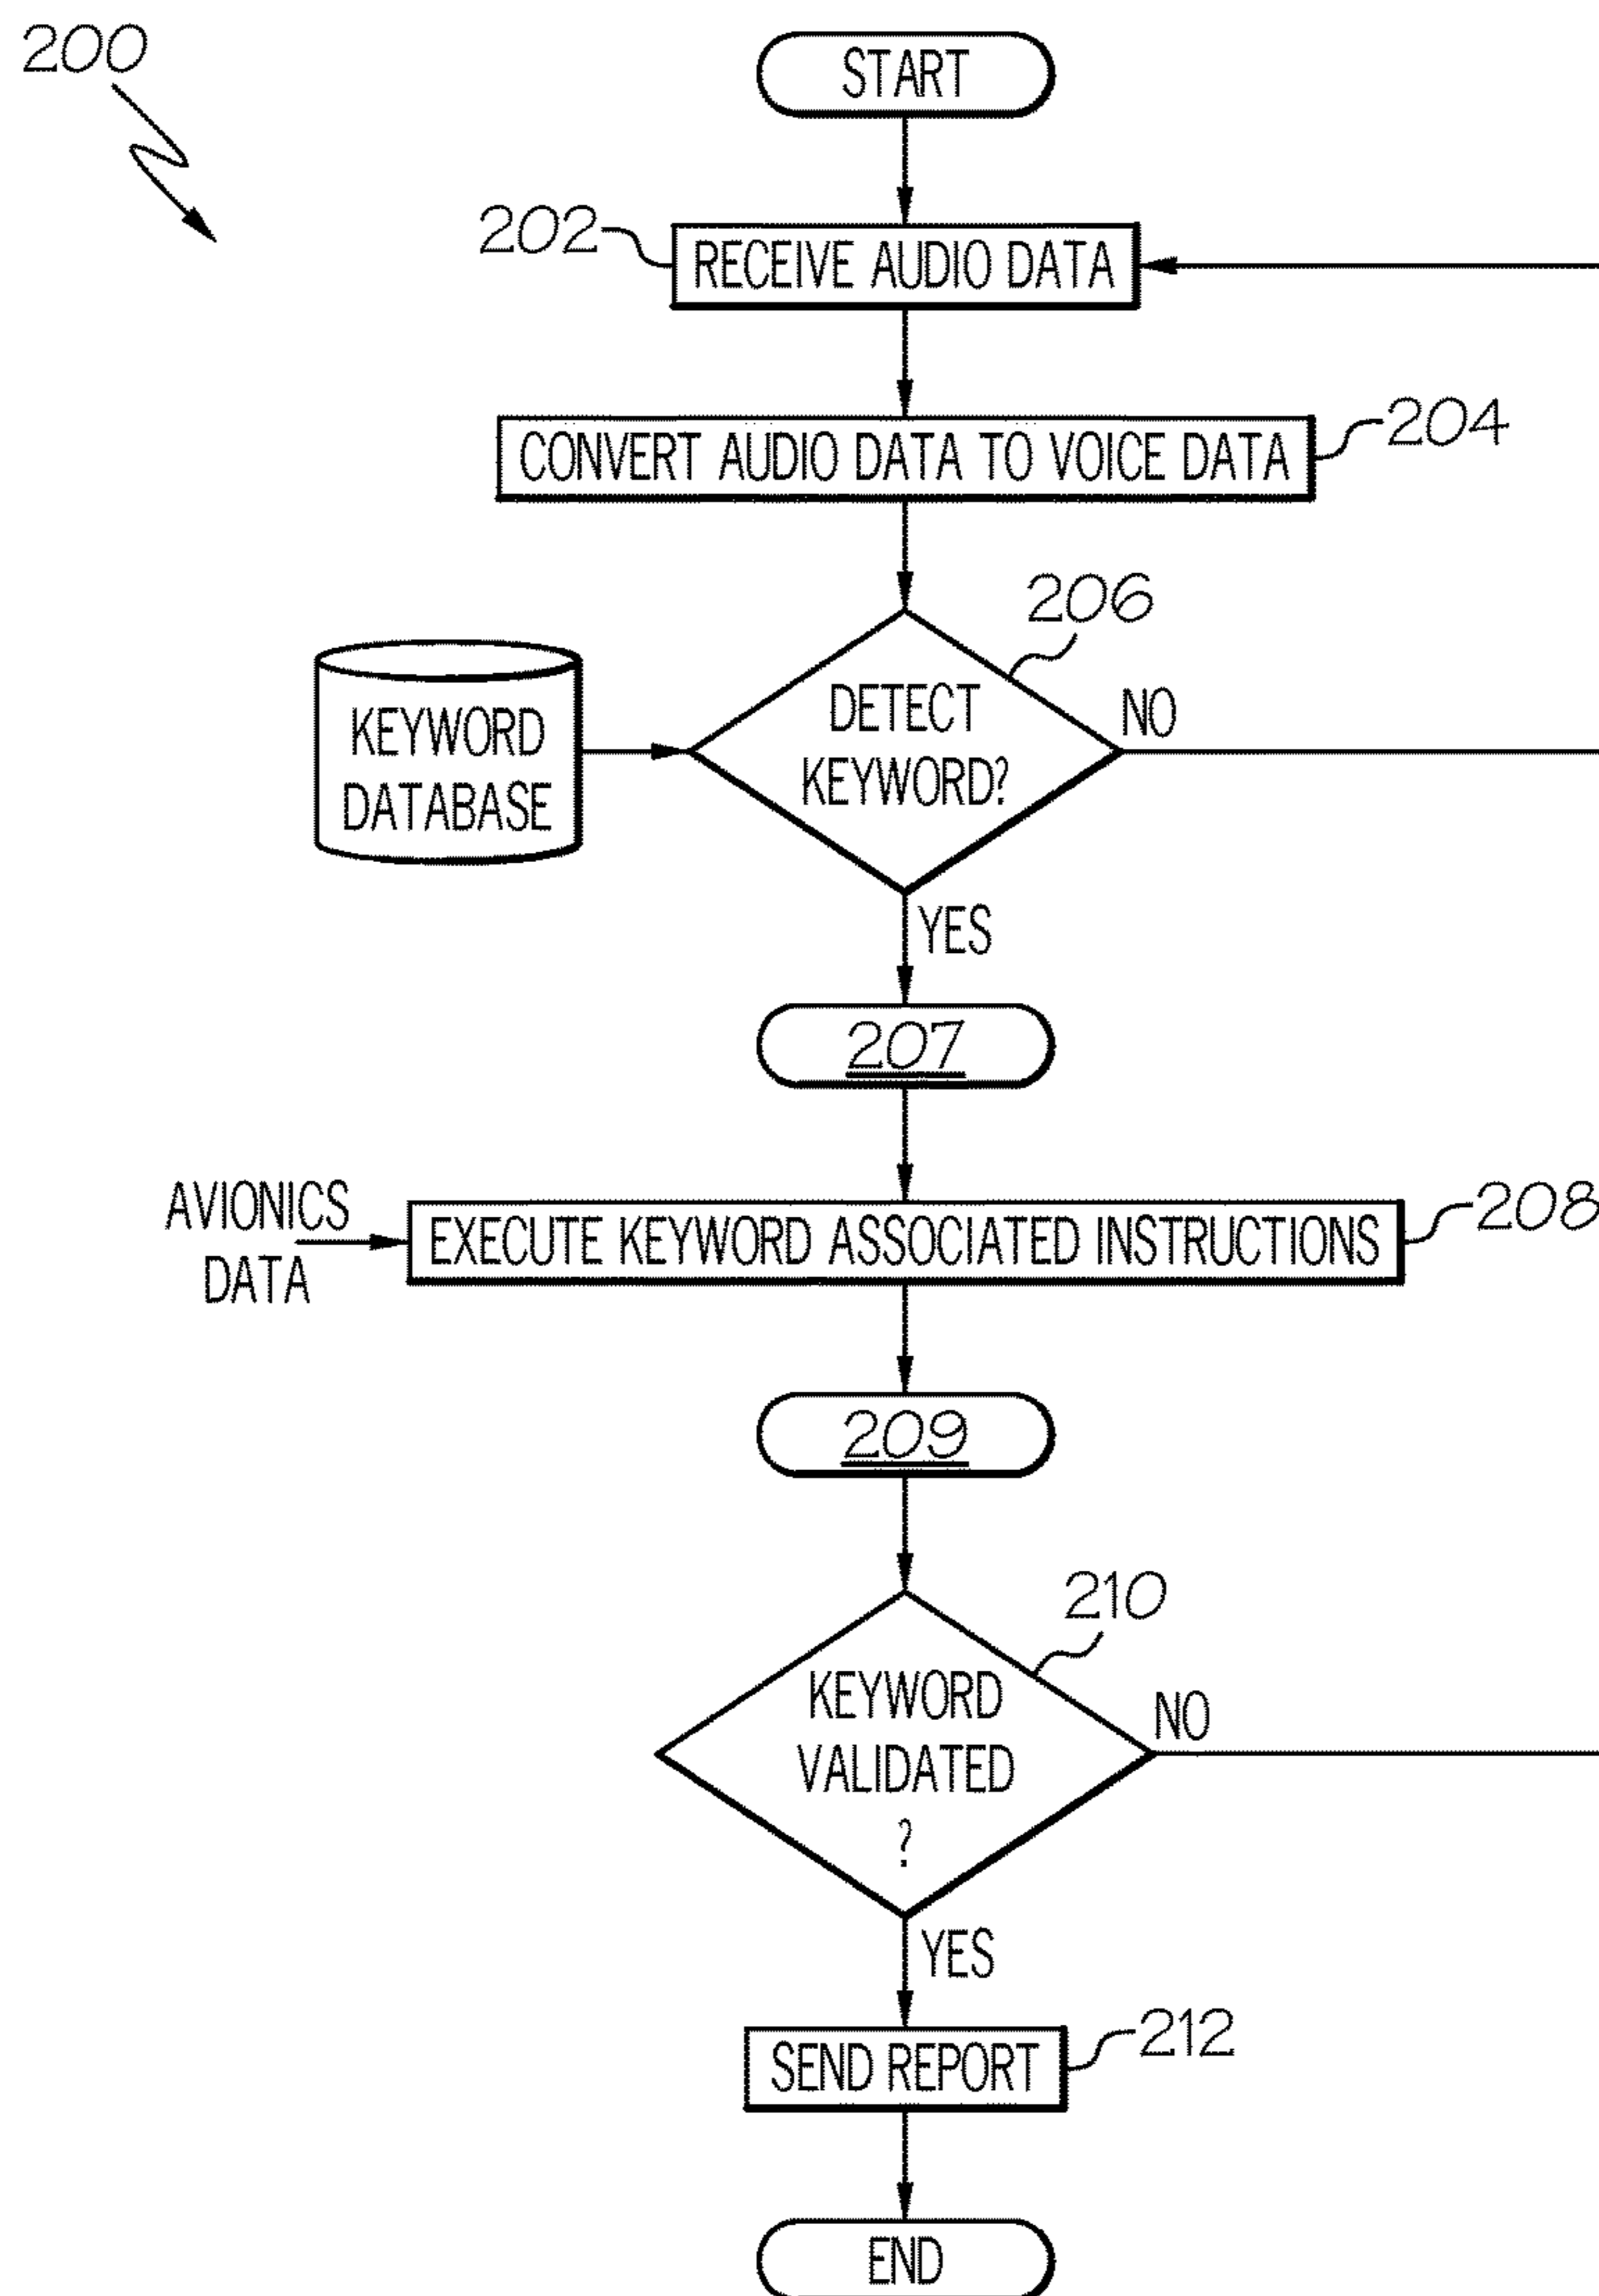 200
START
202
RECEIVE AUDIO DATA
CONVERT AUDIO DATA TO VOICE DATA
204
206
KEYWORD
DATABASE
DETECT
KEYWORD?
NO
YES
207
AVIONICS
DATA
EXECUTE KEYWORD ASSOCIATED INSTRUCTIONS
208
209
210
KEYWORD
VALIDATED
?
NO
YES
SEND REPORT
212
END